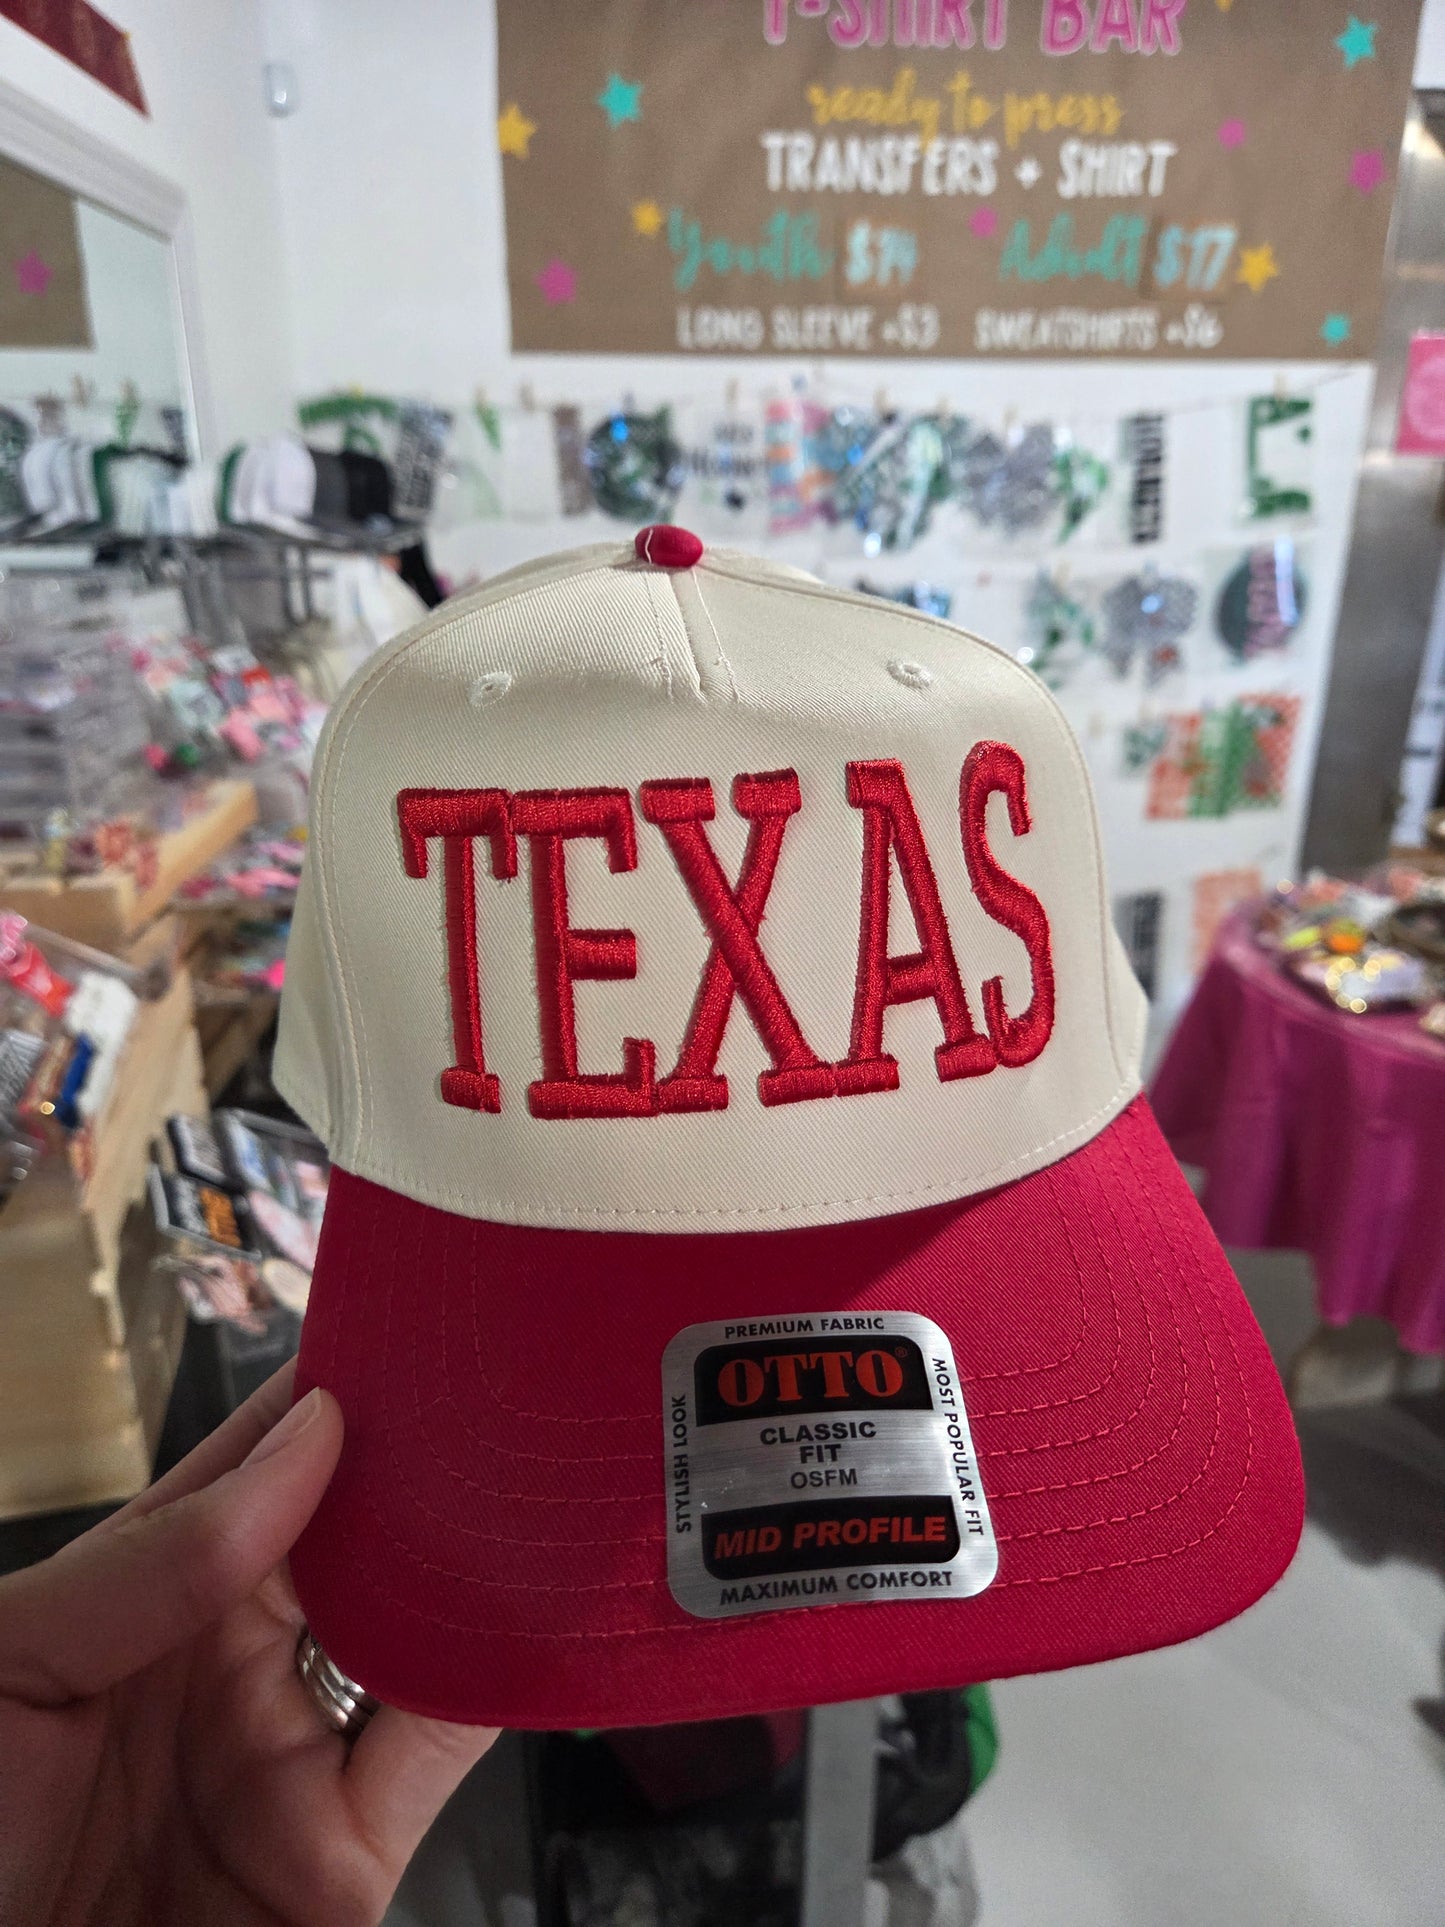 T-SHIRT BAR
ready to press
TRANSFERS + SHIRT
Youth $14 Adult $17
LONG SLEEVE +$3 SWEATSHIRTS +$6
TEXAS
PREMIUM FABRIC
OTTO®
CLASSIC
FIT
OSFM
MID PROFILE
MAXIMUM COMFORT
STYLISH LOOK
MOST POPULAR FIT